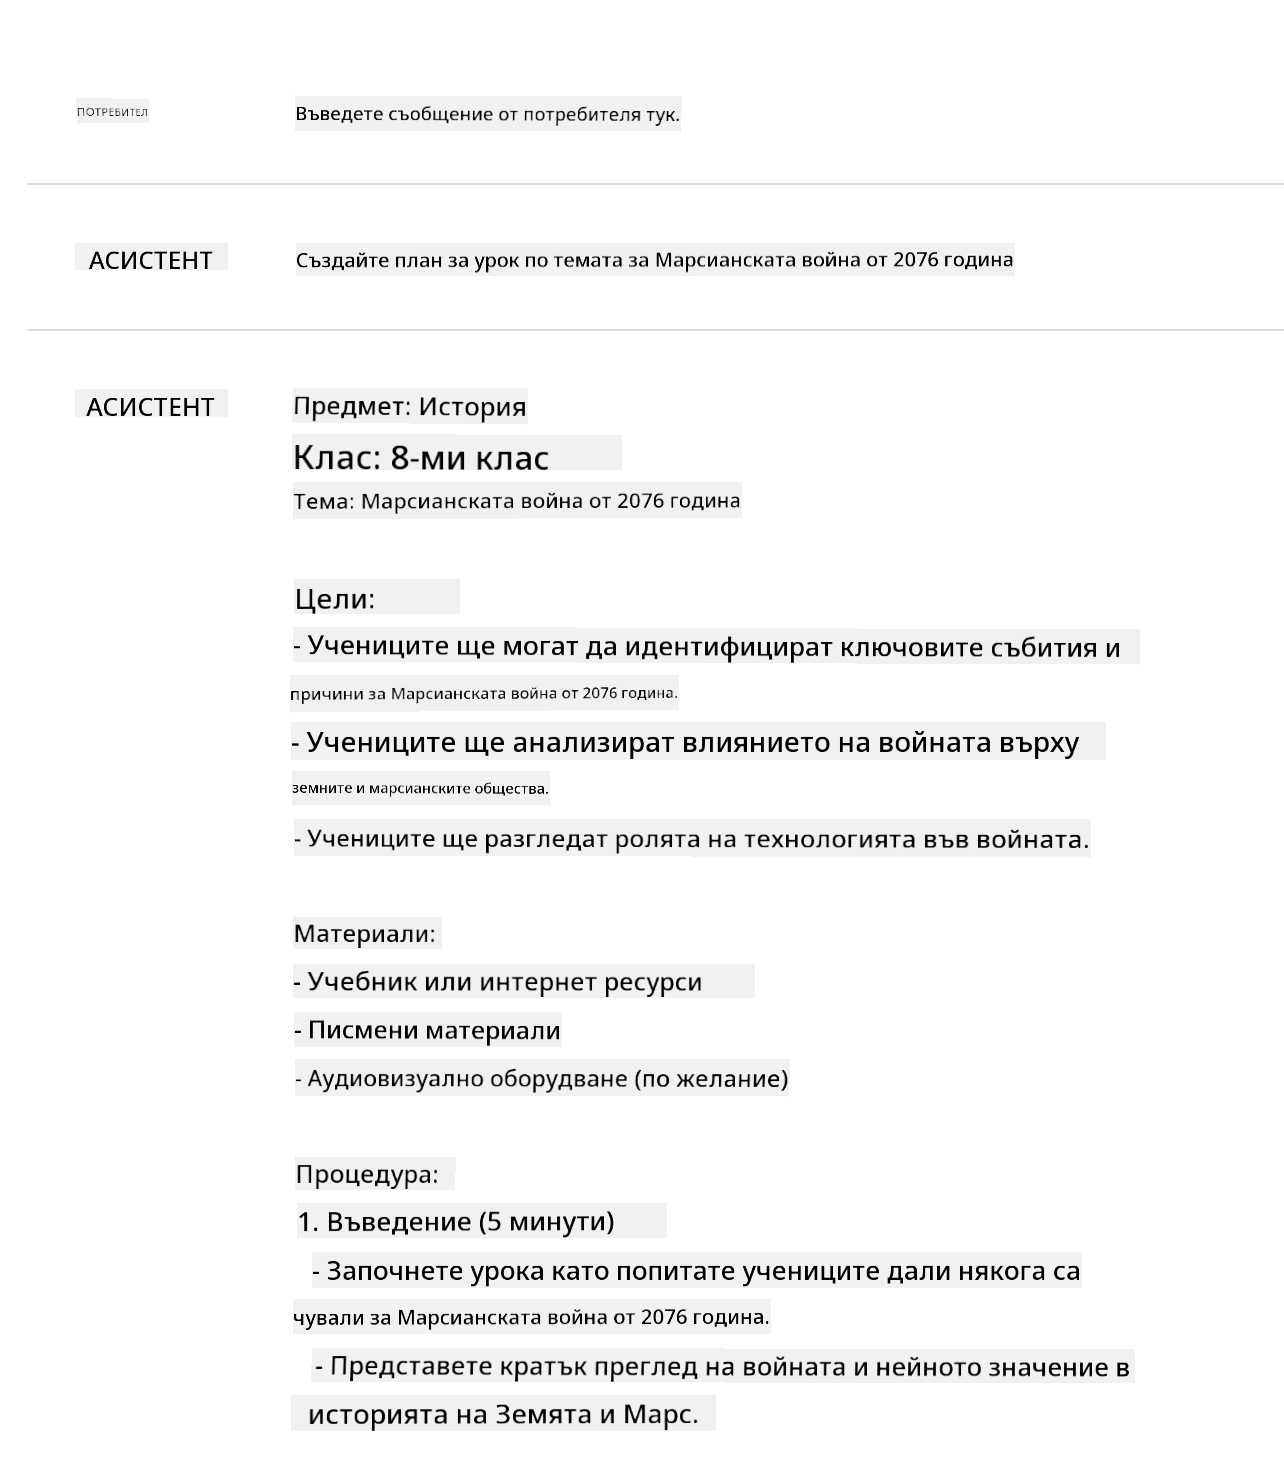 ПОТРЕБИТЕЛ
Въведете съобщение от потребителя тук.
АСИСТЕНТ
Създайте план за урок по темата за Марсианската война от 2076 година
АСИСТЕНТ
Предмет: История
Клас: 8-ми клас
Тема: Марсианската война от 2076 година
Цели:
- Учениците ще могат да идентифицират ключовите събития и
причини за Марсианската война от 2076 година.
- Учениците ще анализират влиянието на войната върху
земните и марсианските общества.
- Учениците ще разгледат ролята на технологията във войната.
Материали:
- Учебник или интернет ресурси
- Писмени материали
- Аудиовизуално оборудване (по желание)
Процедура:
1. Въведение (5 минути)
- Започнете урока като попитате учениците дали някога са
чували за Марсианската война от 2076 година.
- Представете кратък преглед на войната и нейното значение в
историята на Земята и Марс.